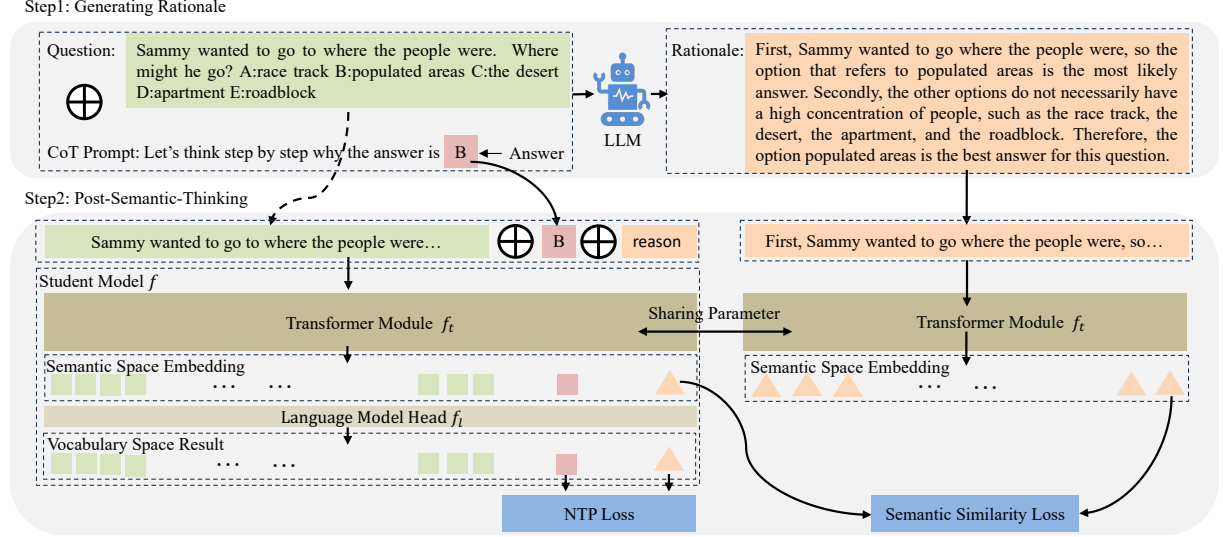 Step1: Generating Rationale
Question:
Sammy wanted to go to where the people were. Where
might he go? A:race track B:populated areas C:the desert
D:apartment E:roadblock
CoT Prompt: Let's think step by step why the answer is B Answer
LLM
Rationale:
First, Sammy wanted to go where the people were, so the
option that refers to populated areas is the most likely
answer. Secondly, the other options do not necessarily have
a high concentration of people, such as the race track, the
desert, the apartment, and the roadblock. Therefore, the
option populated areas is the best answer for this question.
Step2: Post-Semantic-Thinking
Sammy wanted to go to where the people were…
B
reason
First, Sammy wanted to go where the people were, so…
Student Model f
Transformer Module f_t
Sharing Parameter
Transformer Module f_t
Semantic Space Embedding
… …
Semantic Space Embedding
… …
Language Model Head f_l
Vocabulary Space Result
… …
NTP Loss
Semantic Similarity Loss